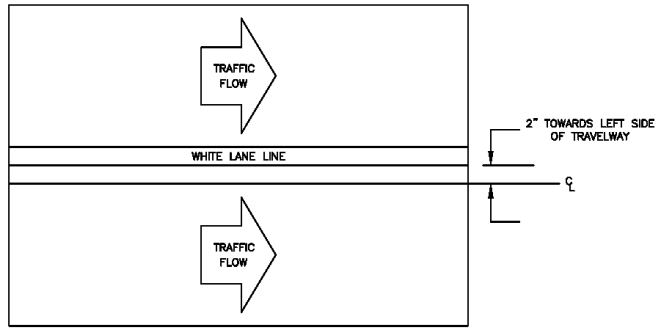 TRAFFIC
FLOW
WHITE LANE LINE
2" TOWARDS LEFT SIDE
OF TRAVELWAY
℄
TRAFFIC
FLOW